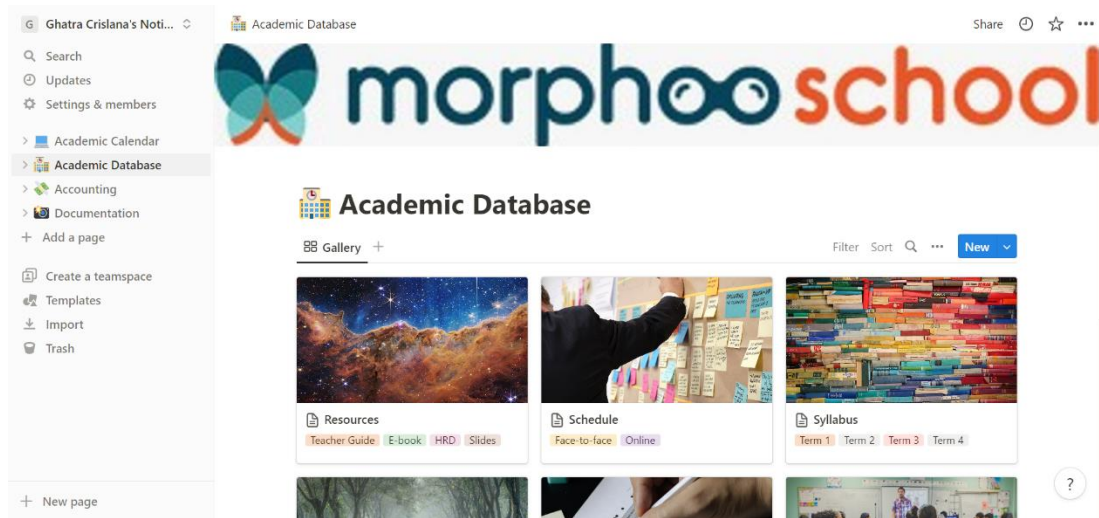 G Ghatra Crislana's Noti...
Search
Updates
Settings & members
Academic Calendar
Academic Database
Accounting
Documentation
+ Add a page
Create a teamspace
Templates
Import
Trash
+ New page
Academic Database
Share
morphoo school
Academic Database
Gallery +
Filter Sort ••• New
Resources
Teacher Guide E-book HRD Slides
Schedule
Face-to-face Online
Syllabus
Term 1 Term 2 Term 3 Term 4
?